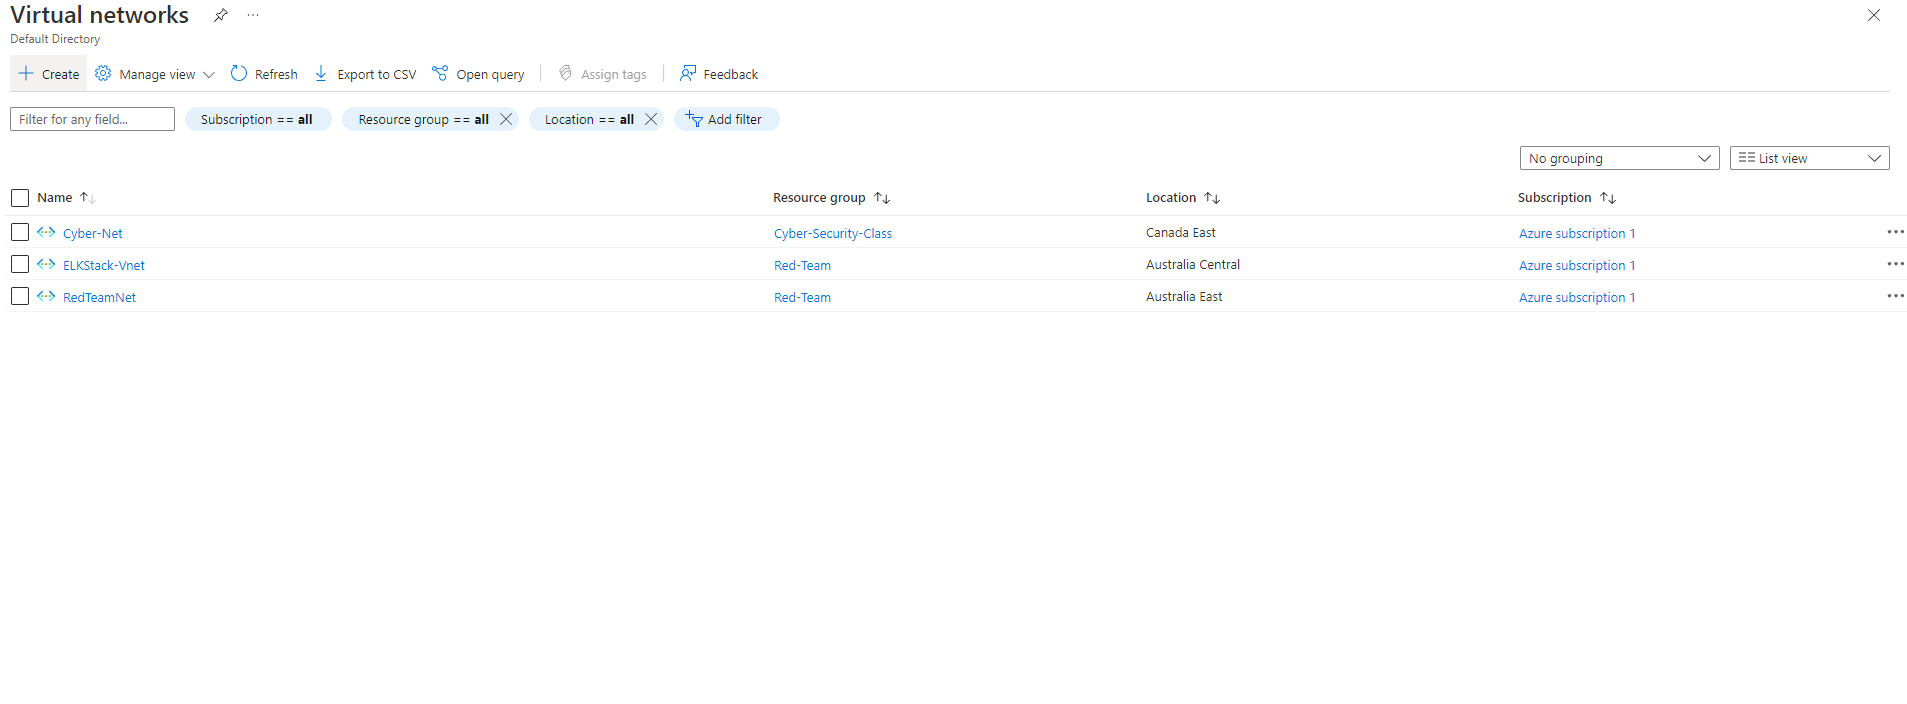 Virtual networks ...
Default Directory
Create Manage view Refresh Export to CSV Open query Assign tags Feedback
Filter for any field... Subscription == all Resource group == all Location == all Add filter
No grouping List view
Name Resource group Location Subscription
Cyber-Net Cyber-Security-Class Canada East Azure subscription 1 ...
ELKStack-Vnet Red-Team Australia Central Azure subscription 1 ...
RedTeamNet Red-Team Australia East Azure subscription 1 ...